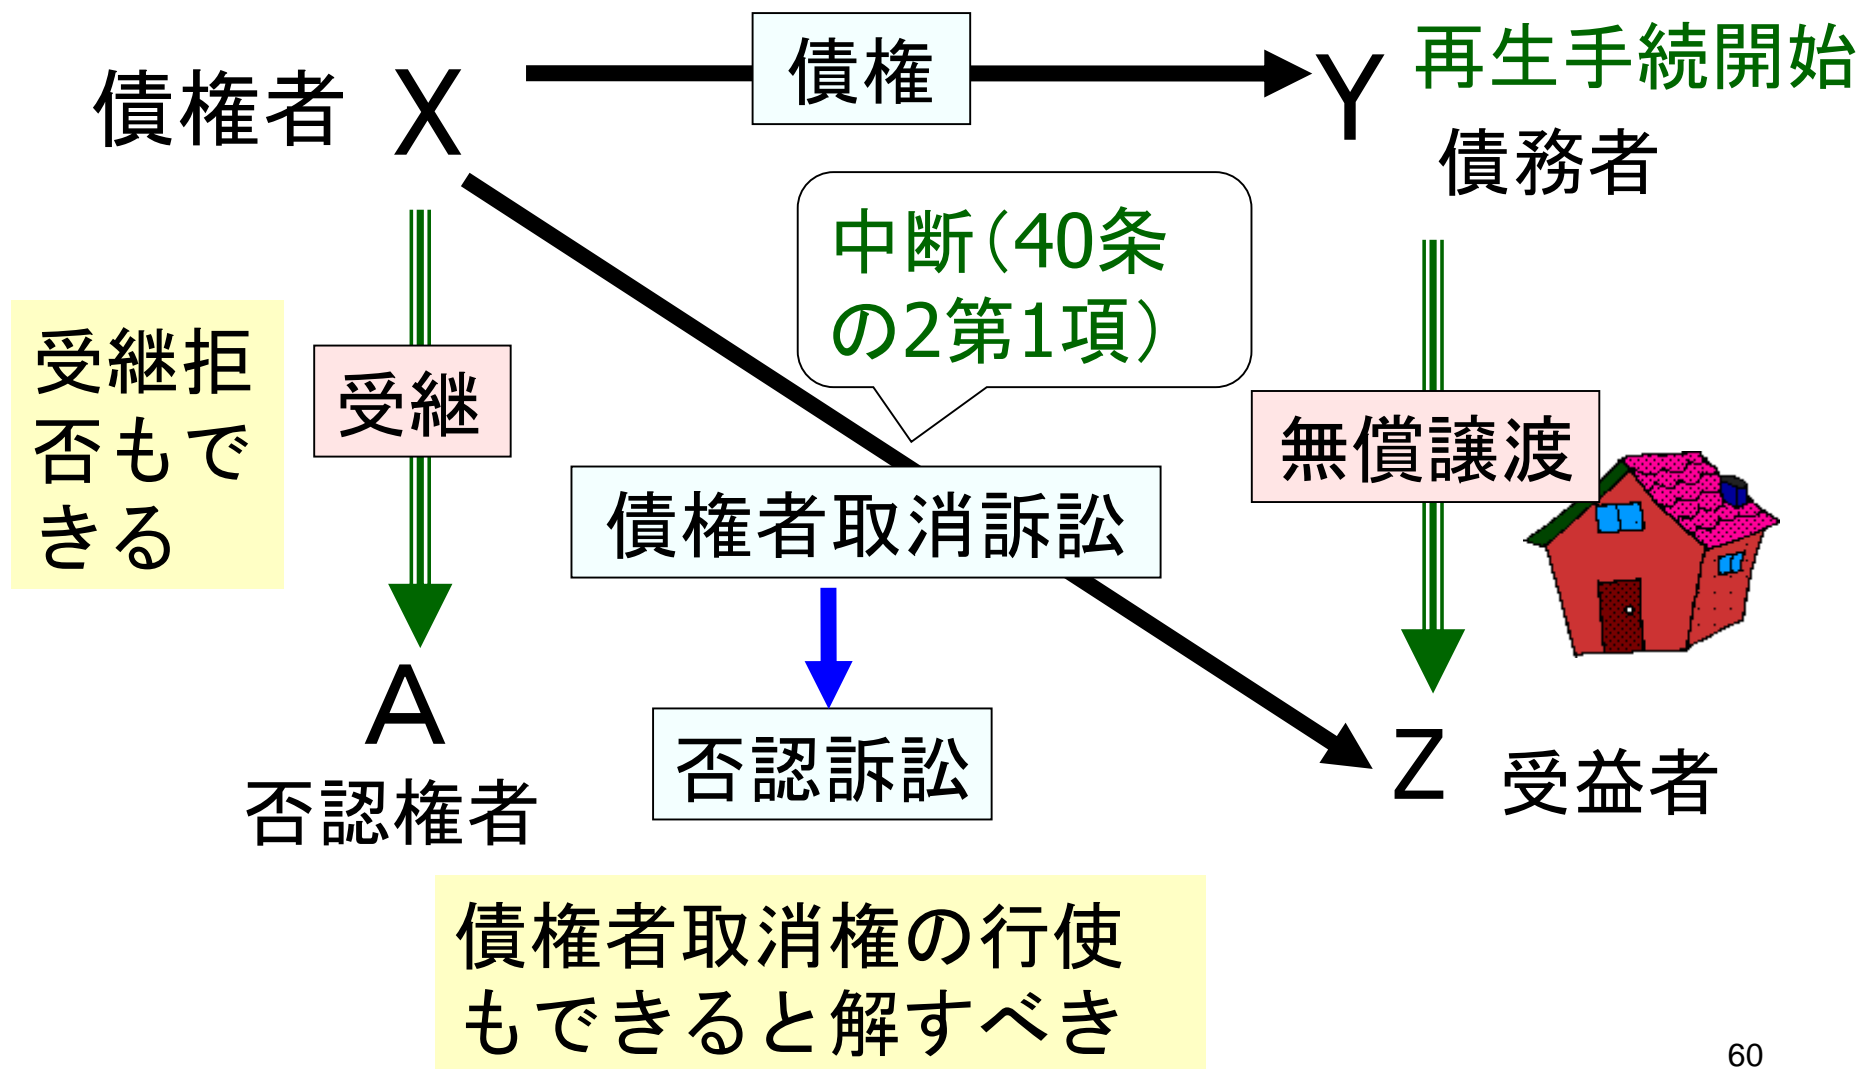 債権者 X
債権
Y
再生手続開始
債務者
中断(40条
の2第1項)
受継拒
否もで
きる
受継
無償譲渡
債権者取消訴訟
A
否認権者
否認訴訟
Z 受益者
債権者取消権の行使
もできると解すべき
60